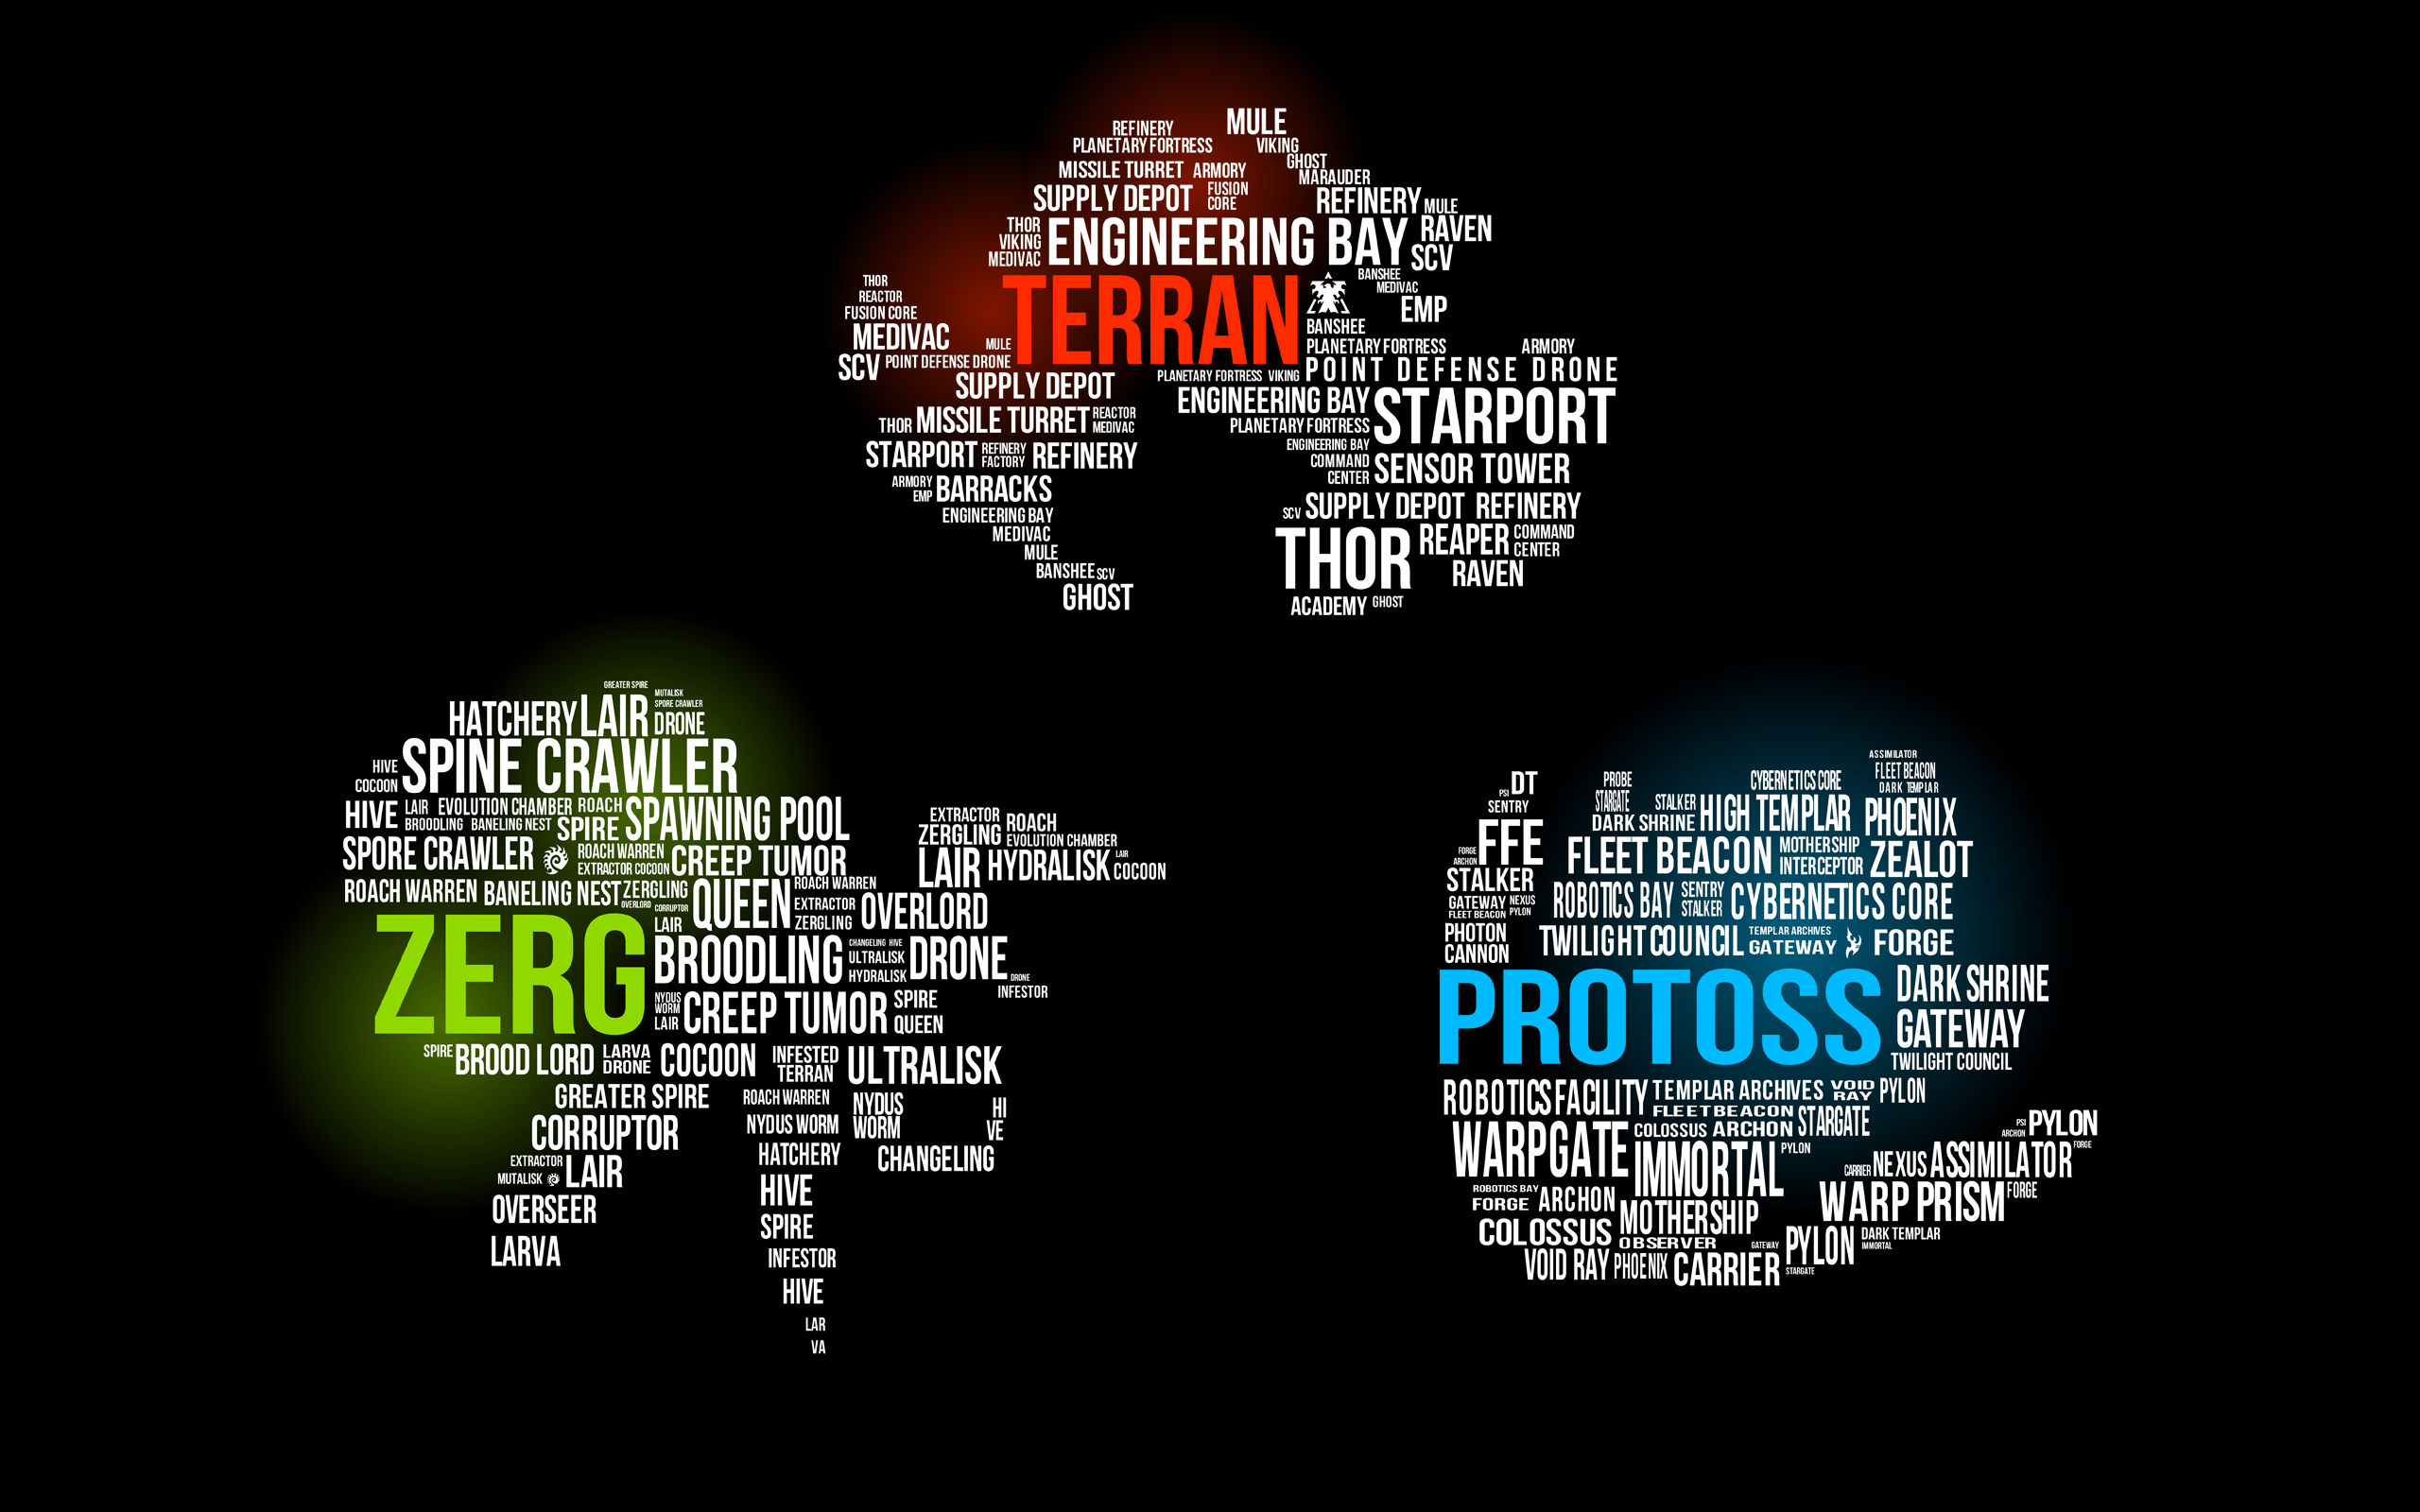 REFINERY MULE
PLANETARY FORTRESS VIKING
GHOST
MISSILE TURRET ARMORY MARAUDER
SUPPLY DEPOT FUSION CORE REFINERY MULE
THOR
VIKING
MEDIVAC
ENGINEERING BAY RAVEN
SCV
THOR
REACTOR
FUSION CORE
TERRAN
BANSHEE
MEDIVAC
EMP
MEDIVAC MULE BANSHEE
PLANETARY FORTRESS ARMORY
SCV POINT DEFENSE DRONE
PLANETARY FORTRESS VIKING POINT DEFENSE DRONE
SUPPLY DEPOT ENGINEERING BAY STARPORT
THOR MISSILE TURRET REACTOR
MEDIVAC
PLANETARY FORTRESS
STARPORT REFINERY
FACTORY
REFINERY
ENGINEERING BAY
COMMAND
CENTER
SENSOR TOWER
ARMORY
EMP
BARRACKS
SCV SUPPLY DEPOT REFINERY
ENGINEERING BAY
MEDIVAC
THOR REAPER COMMAND
CENTER
MULE
BANSHEE SCV
RAVEN
GHOST
ACADEMY GHOST
GREATER SPIRE
HATCHERY LAIR MUTALISK
SPORE CRAWLER
DRONE
HIVE
COCOON
SPINE CRAWLER
HIVE LAIR EVOLUTION CHAMBER ROACH
BROODLING BANELING NEST SPIRE SPAWNING POOL
SPORE CRAWLER ROACH WARREN
EXTRACTOR COCOON
CREEP TUMOR
ROACH WARREN BANELING NEST ZERGLING
OVERLORD CORRUPTOR
QUEEN
ROACH WARREN
EXTRACTOR
ZERGLING
OVERLORD
EXTRACTOR ROACH
ZERGLING EVOLUTION CHAMBER
LAIR HYDRALISK LAIR
COCOON
ZERG
LAIR
BROODLING CHANGELING HIVE
ULTRALISK
HYDRALISK
DRONE DRONE
INFESTOR
NYDUS
WORM
LAIR
CREEP TUMOR SPIRE
QUEEN
SPIRE BROOD LORD LARVA
DRONE
COCOON INFESTED
TERRAN
ULTRALISK
GREATER SPIRE ROACH WARREN NYDUS
WORM
HI
VE
CORRUPTOR NYDUS WORM
HATCHERY CHANGELING
EXTRACTOR
MUTALISK
LAIR
HIVE
OVERSEER SPIRE
LARVA INFESTOR
HIVE
LAR
VA
PSI DT
SENTRY
FORGE
ARCHON
FFE
STALKER
GATEWAY NEXUS
FLEET BEACON PYLON
PHOTON
CANNON
PROBE CYBERNETICS CORE ASSIMILATOR
FLEET BEACON
DARK TEMPLAR
STARGATE STALKER HIGH TEMPLAR PHOENIX
DARK SHRINE
FLEET BEACON MOTHERSHIP
INTERCEPTOR
ZEALOT
ROBOTICS BAY SENTRY
STALKER
CYBERNETICS CORE
TWILIGHT COUNCIL TEMPLAR ARCHIVES
GATEWAY
FORGE
PROTOSS
DARK SHRINE
GATEWAY
TWILIGHT COUNCIL
ROBOTICS FACILITY TEMPLAR ARCHIVES VOID
RAY
PYLON
FLEET BEACON STARGATE
WARPGATE COLOSSUS ARCHON
IMMORTAL PYLON
PSI
ARCHON
PYLON
FORGE
CARRIER NEXUS ASSIMILATOR
ROBOTICS BAY
FORGE
ARCHON
WARP PRISM FORGE
COLOSSUS MOTHERSHIP
OBSERVER GATEWAY
PYLON DARK TEMPLAR
IMMORTAL
VOID RAY PHOENIX CARRIER STARGATE